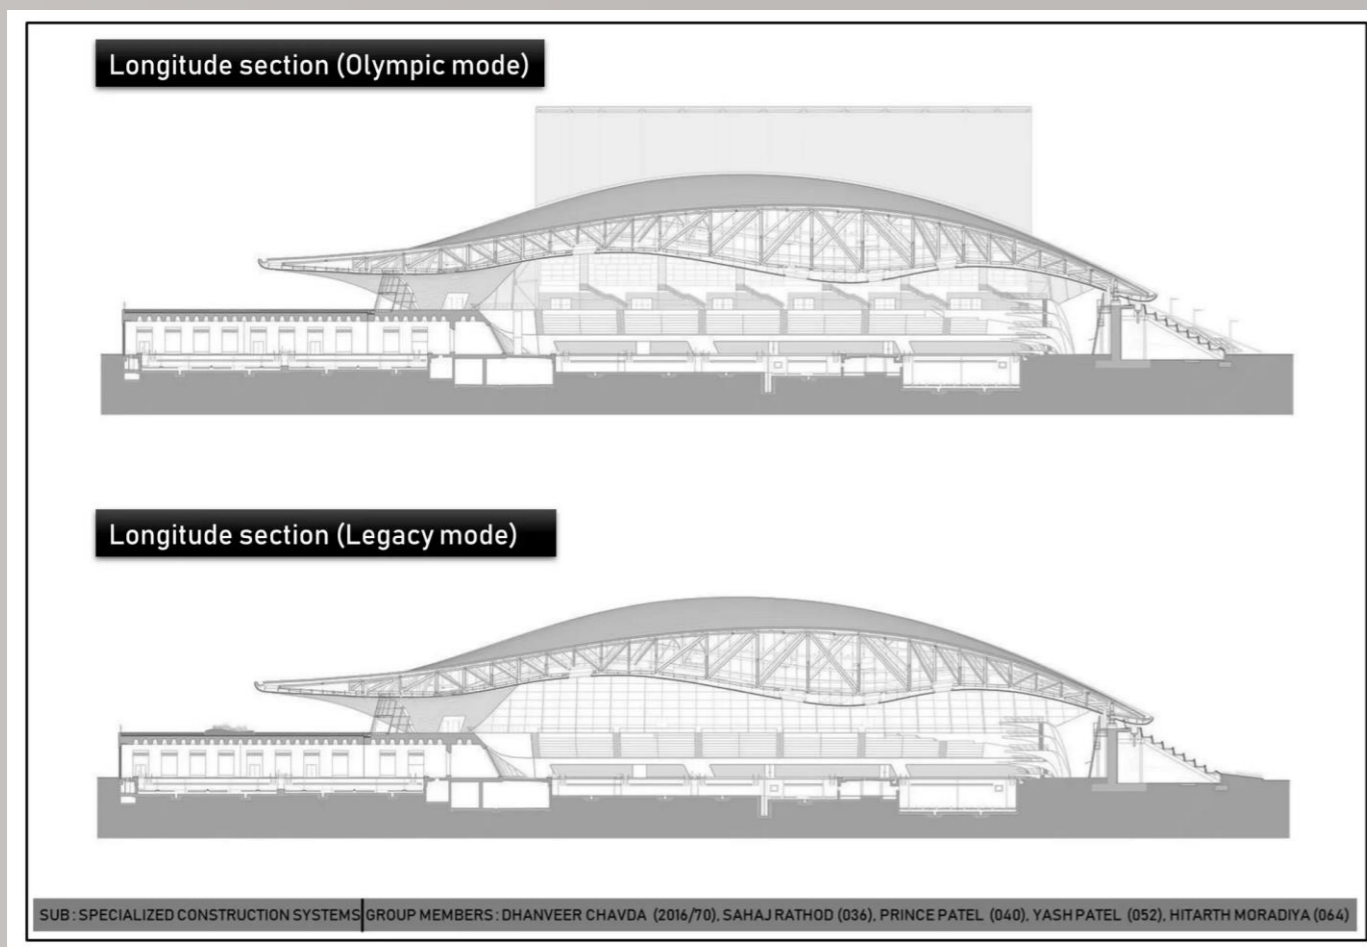 Longitude section (Olympic mode)
Longitude section (Legacy mode)
SUB : SPECIALIZED CONSTRUCTION SYSTEMS GROUP MEMBERS : DHANVEER CHAVDA (2016/70), SAHAJ RATHOD (036), PRINCE PATEL (040), YASH PATEL (052), HITARTH MORADIYA (064)